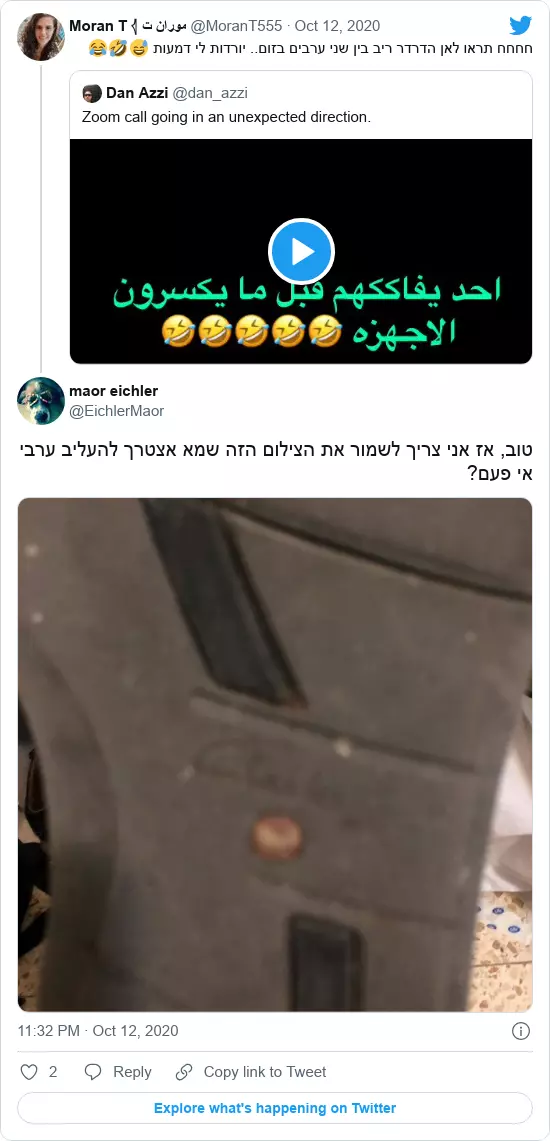 Moran T ⦓ موران ت @MoranT555 · Oct 12, 2020
חחחח תראו לאן הדרדר ריב בין שני ערבים בזום.. יורדות לי דמעות 😅🤣😂
Dan Azzi @dan_azzi
Zoom call going in an unexpected direction.
احد يفاككهم قبل ما يكسرون
الاجهزه 🤣🤣🤣🤣🤣
maor eichler
@EichlerMaor
טוב, אז אני צריך לשמור את הצילום הזה שמא אצטרך להעליב ערבי
אי פעם?
11:32 PM · Oct 12, 2020
2 Reply Copy link to Tweet
Explore what's happening on Twitter